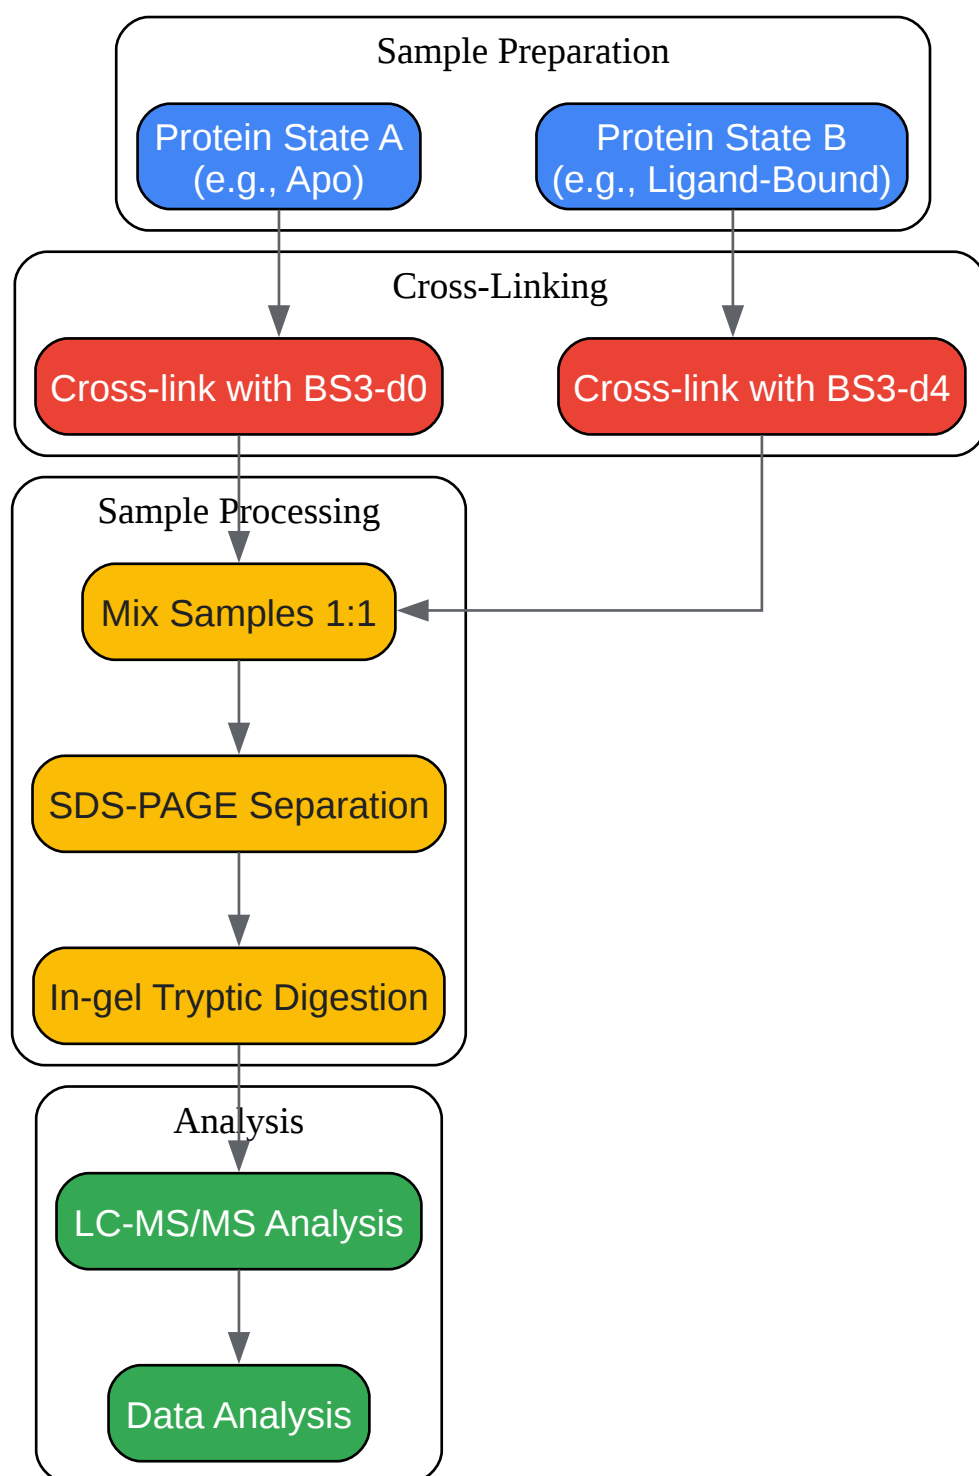 Sample Preparation
Protein State A
(e.g., Apo)
Protein State B
(e.g., Ligand-Bound)
Cross-Linking
Cross-link with BS3-d0
Cross-link with BS3-d4
Sample Processing
Mix Samples 1:1
SDS-PAGE Separation
In-gel Tryptic Digestion
Analysis
LC-MS/MS Analysis
Data Analysis